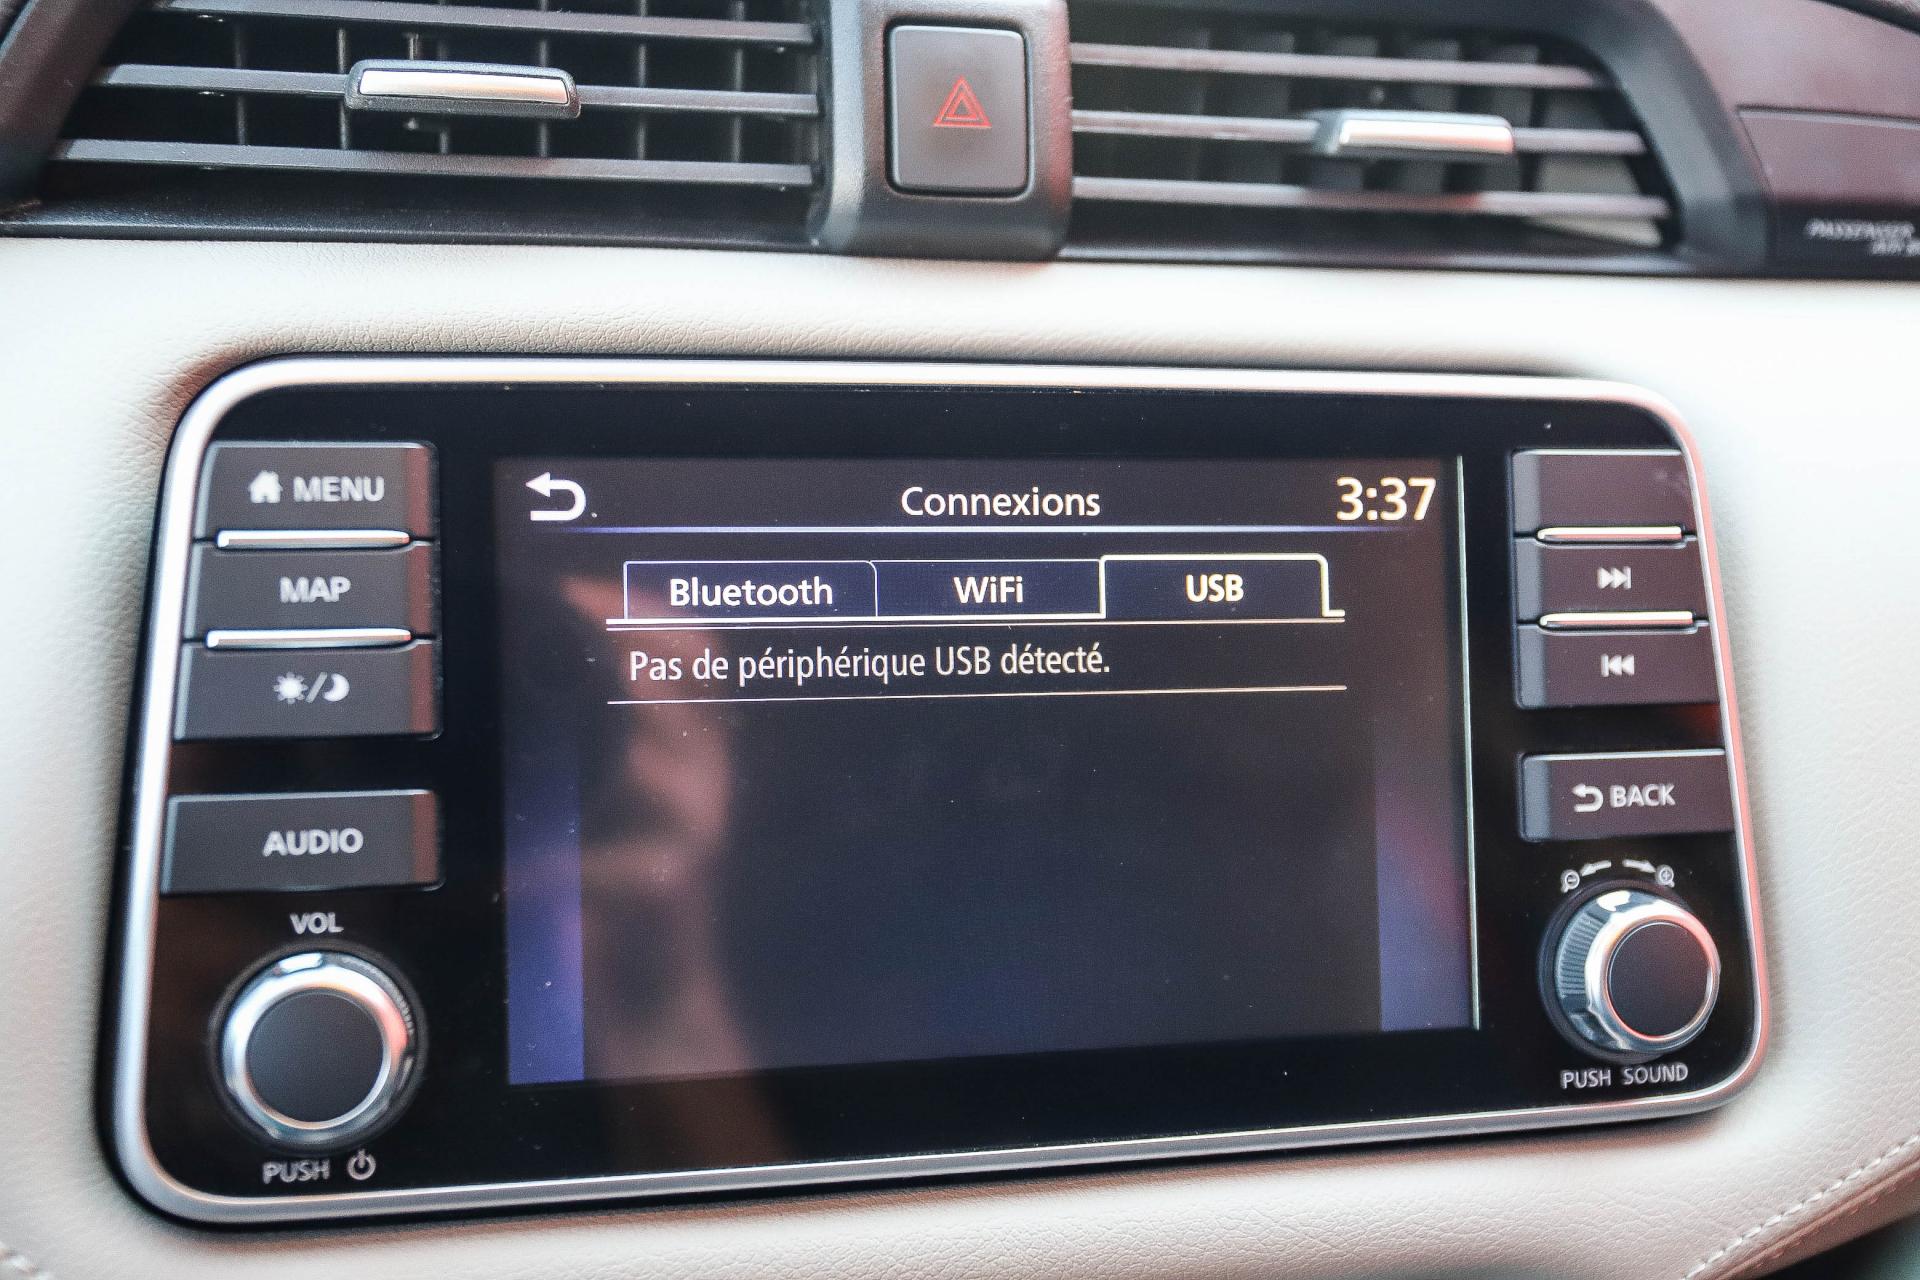 PASSENGER
MENU
MAP
AUDIO
VOL
PUSH
Connexions
3:37
Bluetooth
WiFi
USB
Pas de périphérique USB détecté.
BACK
PUSH SOUND